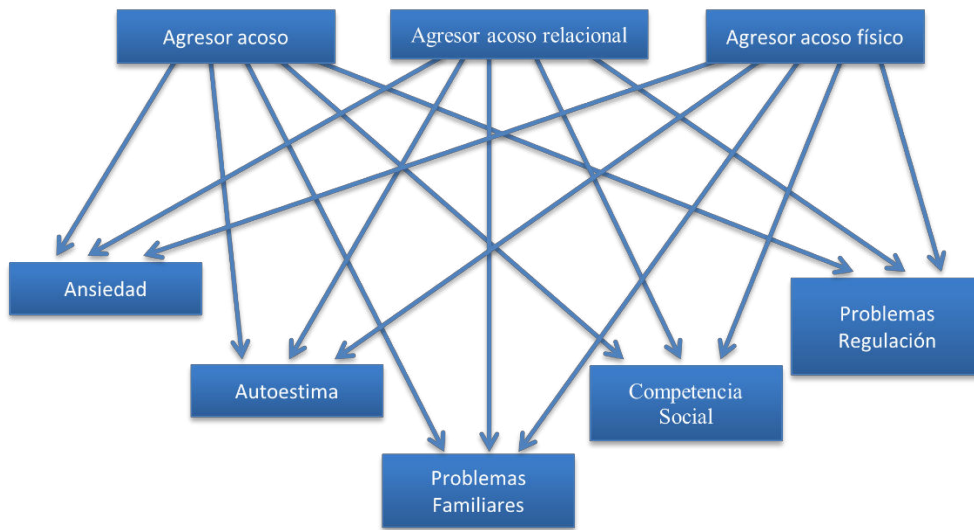 Agresor acoso
Agresor acoso relacional
Agresor acoso físico
Ansiedad
Problemas
Regulación
Autoestima
Competencia
Social
Problemas
Familiares